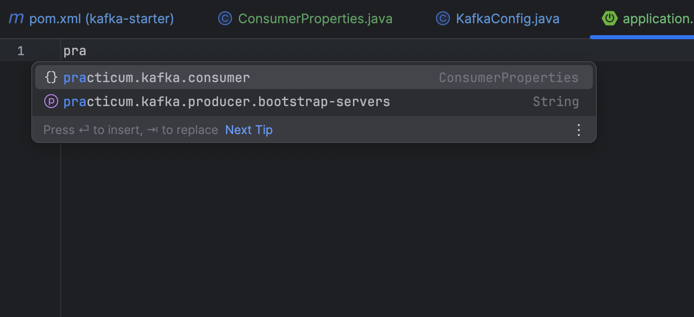 m pom.xml (kafka-starter) © ConsumerProperties.java © KafkaConfig.java application.
1 pra
{} practicum.kafka.consumer ConsumerProperties
ⓟ practicum.kafka.producer.bootstrap-servers String
Press ⏎ to insert, ⇥ to replace Next Tip